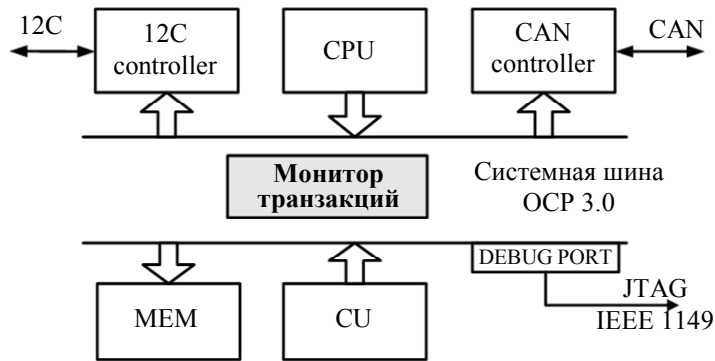 12C
12C
controller
CPU
CAN
controller
CAN
Монитор
транзакций
Системная шина
OCP 3.0
DEBUG PORT
MEM
CU
JTAG
IEEE 1149